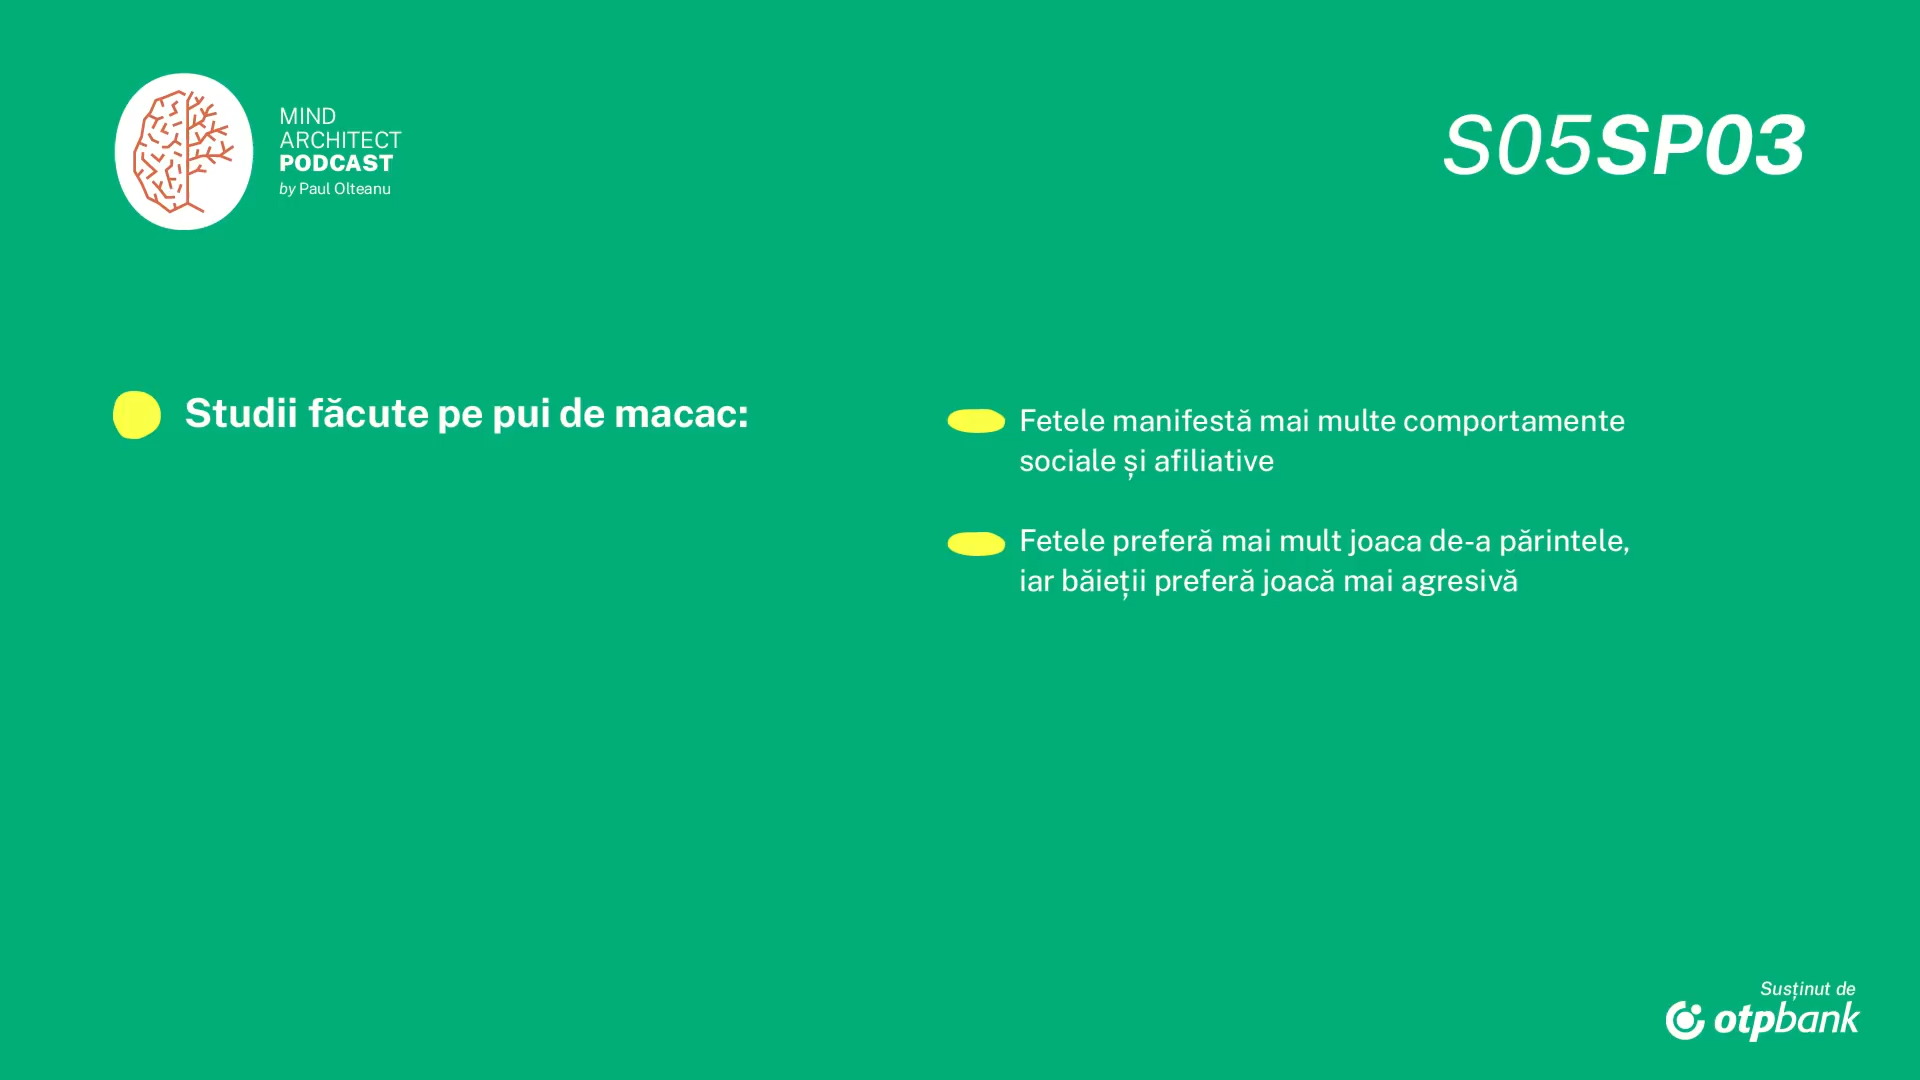 MIND
ARCHITECT
PODCAST
by Paul Olteanu
S05SP03
Studii făcute pe pui de macac:
Fetele manifestă mai multe comportamente
sociale și afiliative
Fetele preferă mai mult joaca de-a părintele,
iar băieții preferă joacă mai agresivă
Susținut de
otpbank